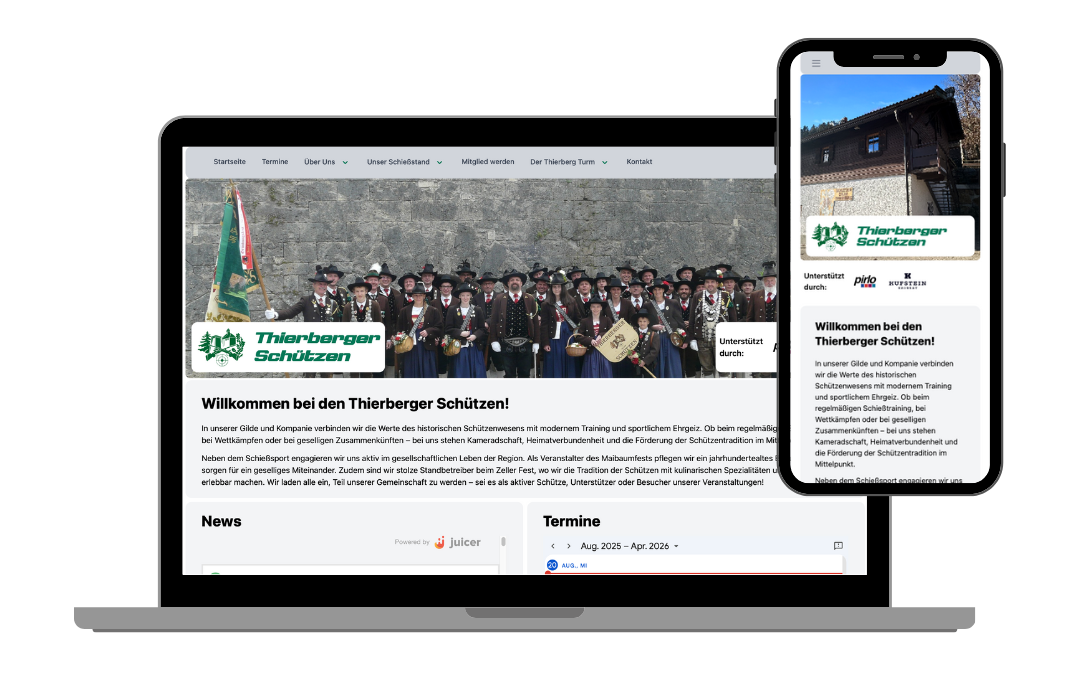 Startseite Termine Über Uns Unser Schießstand Mitglied werden Der Thierberg Turm Kontakt
Thierberger
Schützen
Unterstützt
durch:
Willkommen bei den Thierberger Schützen!
In unserer Gilde und Kompanie verbinden wir die Werte des historischen Schützenwesens mit modernem Training und sportlichem Ehrgeiz. Ob beim regelmäßig
bei Wettkämpfen oder bei geselligen Zusammenkünften – bei uns stehen Kameradschaft, Heimatverbundenheit und die Förderung der Schützentradition im Mit
Neben dem Schießsport engagieren wir uns aktiv im gesellschaftlichen Leben der Region. Als Veranstalter des Maibaumfests pflegen wir ein jahrhundertealtes
sorgen für ein geselliges Miteinander. Zudem sind wir stolze Standbetreiber beim Zeller Fest, wo wir die Tradition der Schützen mit kulinarischen Spezialitäten
erlebbar machen. Wir laden alle ein, Teil unserer Gemeinschaft zu werden – sei es als aktiver Schütze, Unterstützer oder Besucher unserer Veranstaltungen!
News
Powered by juicer
Termine
Aug. 2025 – Apr. 2026
20 AUG., MI
Thierberger
Schützen
Unterstützt
durch:
pirlo
KUFSTEIN
Willkommen bei den
Thierberger Schützen!
In unserer Gilde und Kompanie verbinden
wir die Werte des historischen
Schützenwesens mit modernem Training
und sportlichem Ehrgeiz. Ob beim
regelmäßigen Schießtraining, bei
Wettkämpfen oder bei geselligen
Zusammenkünften – bei uns stehen
Kameradschaft, Heimatverbundenheit und
die Förderung der Schützentradition im
Mittelpunkt.
Neben dem Schießsport engagieren wir uns